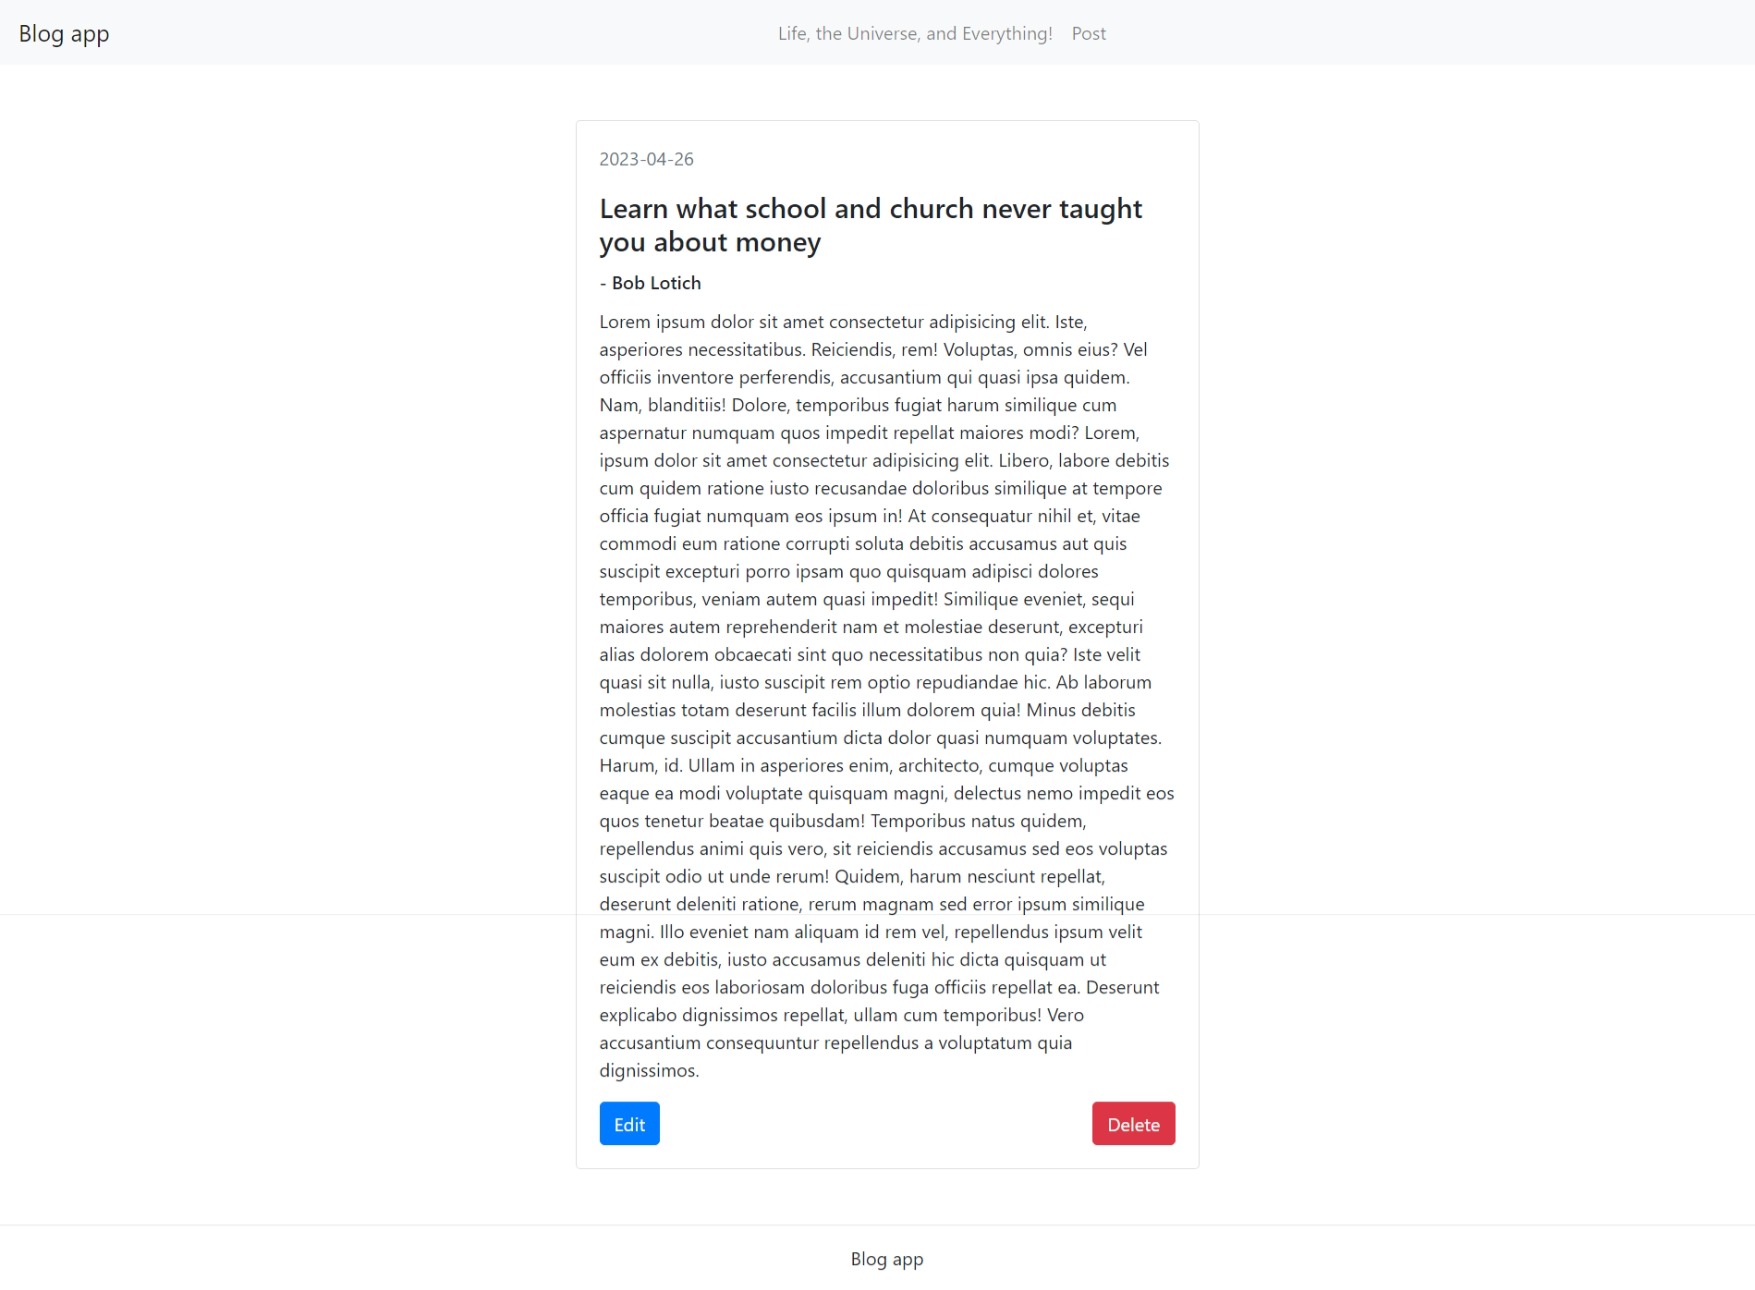 Blog app
Life, the Universe, and Everything! Post
2023-04-26
Learn what school and church never taught
you about money
- Bob Lotich
Lorem ipsum dolor sit amet consectetur adipisicing elit. Iste,
asperiores necessitatibus. Reiciendis, rem! Voluptas, omnis eius? Vel
officiis inventore perferendis, accusantium qui quasi ipsa quidem.
Nam, blanditiis! Dolore, temporibus fugiat harum similique cum
aspernatur numquam quos impedit repellat maiores modi? Lorem,
ipsum dolor sit amet consectetur adipisicing elit. Libero, labore debitis
cum quidem ratione iusto recusandae doloribus similique at tempore
officia fugiat numquam eos ipsum in! At consequatur nihil et, vitae
commodi eum ratione corrupti soluta debitis accusamus aut quis
suscipit excepturi porro ipsam quo quisquam adipisci dolores
temporibus, veniam autem quasi impedit! Similique eveniet, sequi
maiores autem reprehenderit nam et molestiae deserunt, excepturi
alias dolorem obcaecati sint quo necessitatibus non quia? Iste velit
quasi sit nulla, iusto suscipit rem optio repudiandae hic. Ab laborum
molestias totam deserunt facilis illum dolorem quia! Minus debitis
cumque suscipit accusantium dicta dolor quasi numquam voluptates.
Harum, id. Ullam in asperiores enim, architecto, cumque voluptas
eaque ea modi voluptate quisquam magni, delectus nemo impedit eos
quos tenetur beatae quibusdam! Temporibus natus quidem,
repellendus animi quis vero, sit reiciendis accusamus sed eos voluptas
suscipit odio ut unde rerum! Quidem, harum nesciunt repellat,
deserunt deleniti ratione, rerum magnam sed error ipsum similique
magni. Illo eveniet nam aliquam id rem vel, repellendus ipsum velit
eum ex debitis, iusto accusamus deleniti hic dicta quisquam ut
reiciendis eos laboriosam doloribus fuga officiis repellat ea. Deserunt
explicabo dignissimos repellat, ullam cum temporibus! Vero
accusantium consequuntur repellendus a voluptatum quia
dignissimos.
Edit
Delete
Blog app